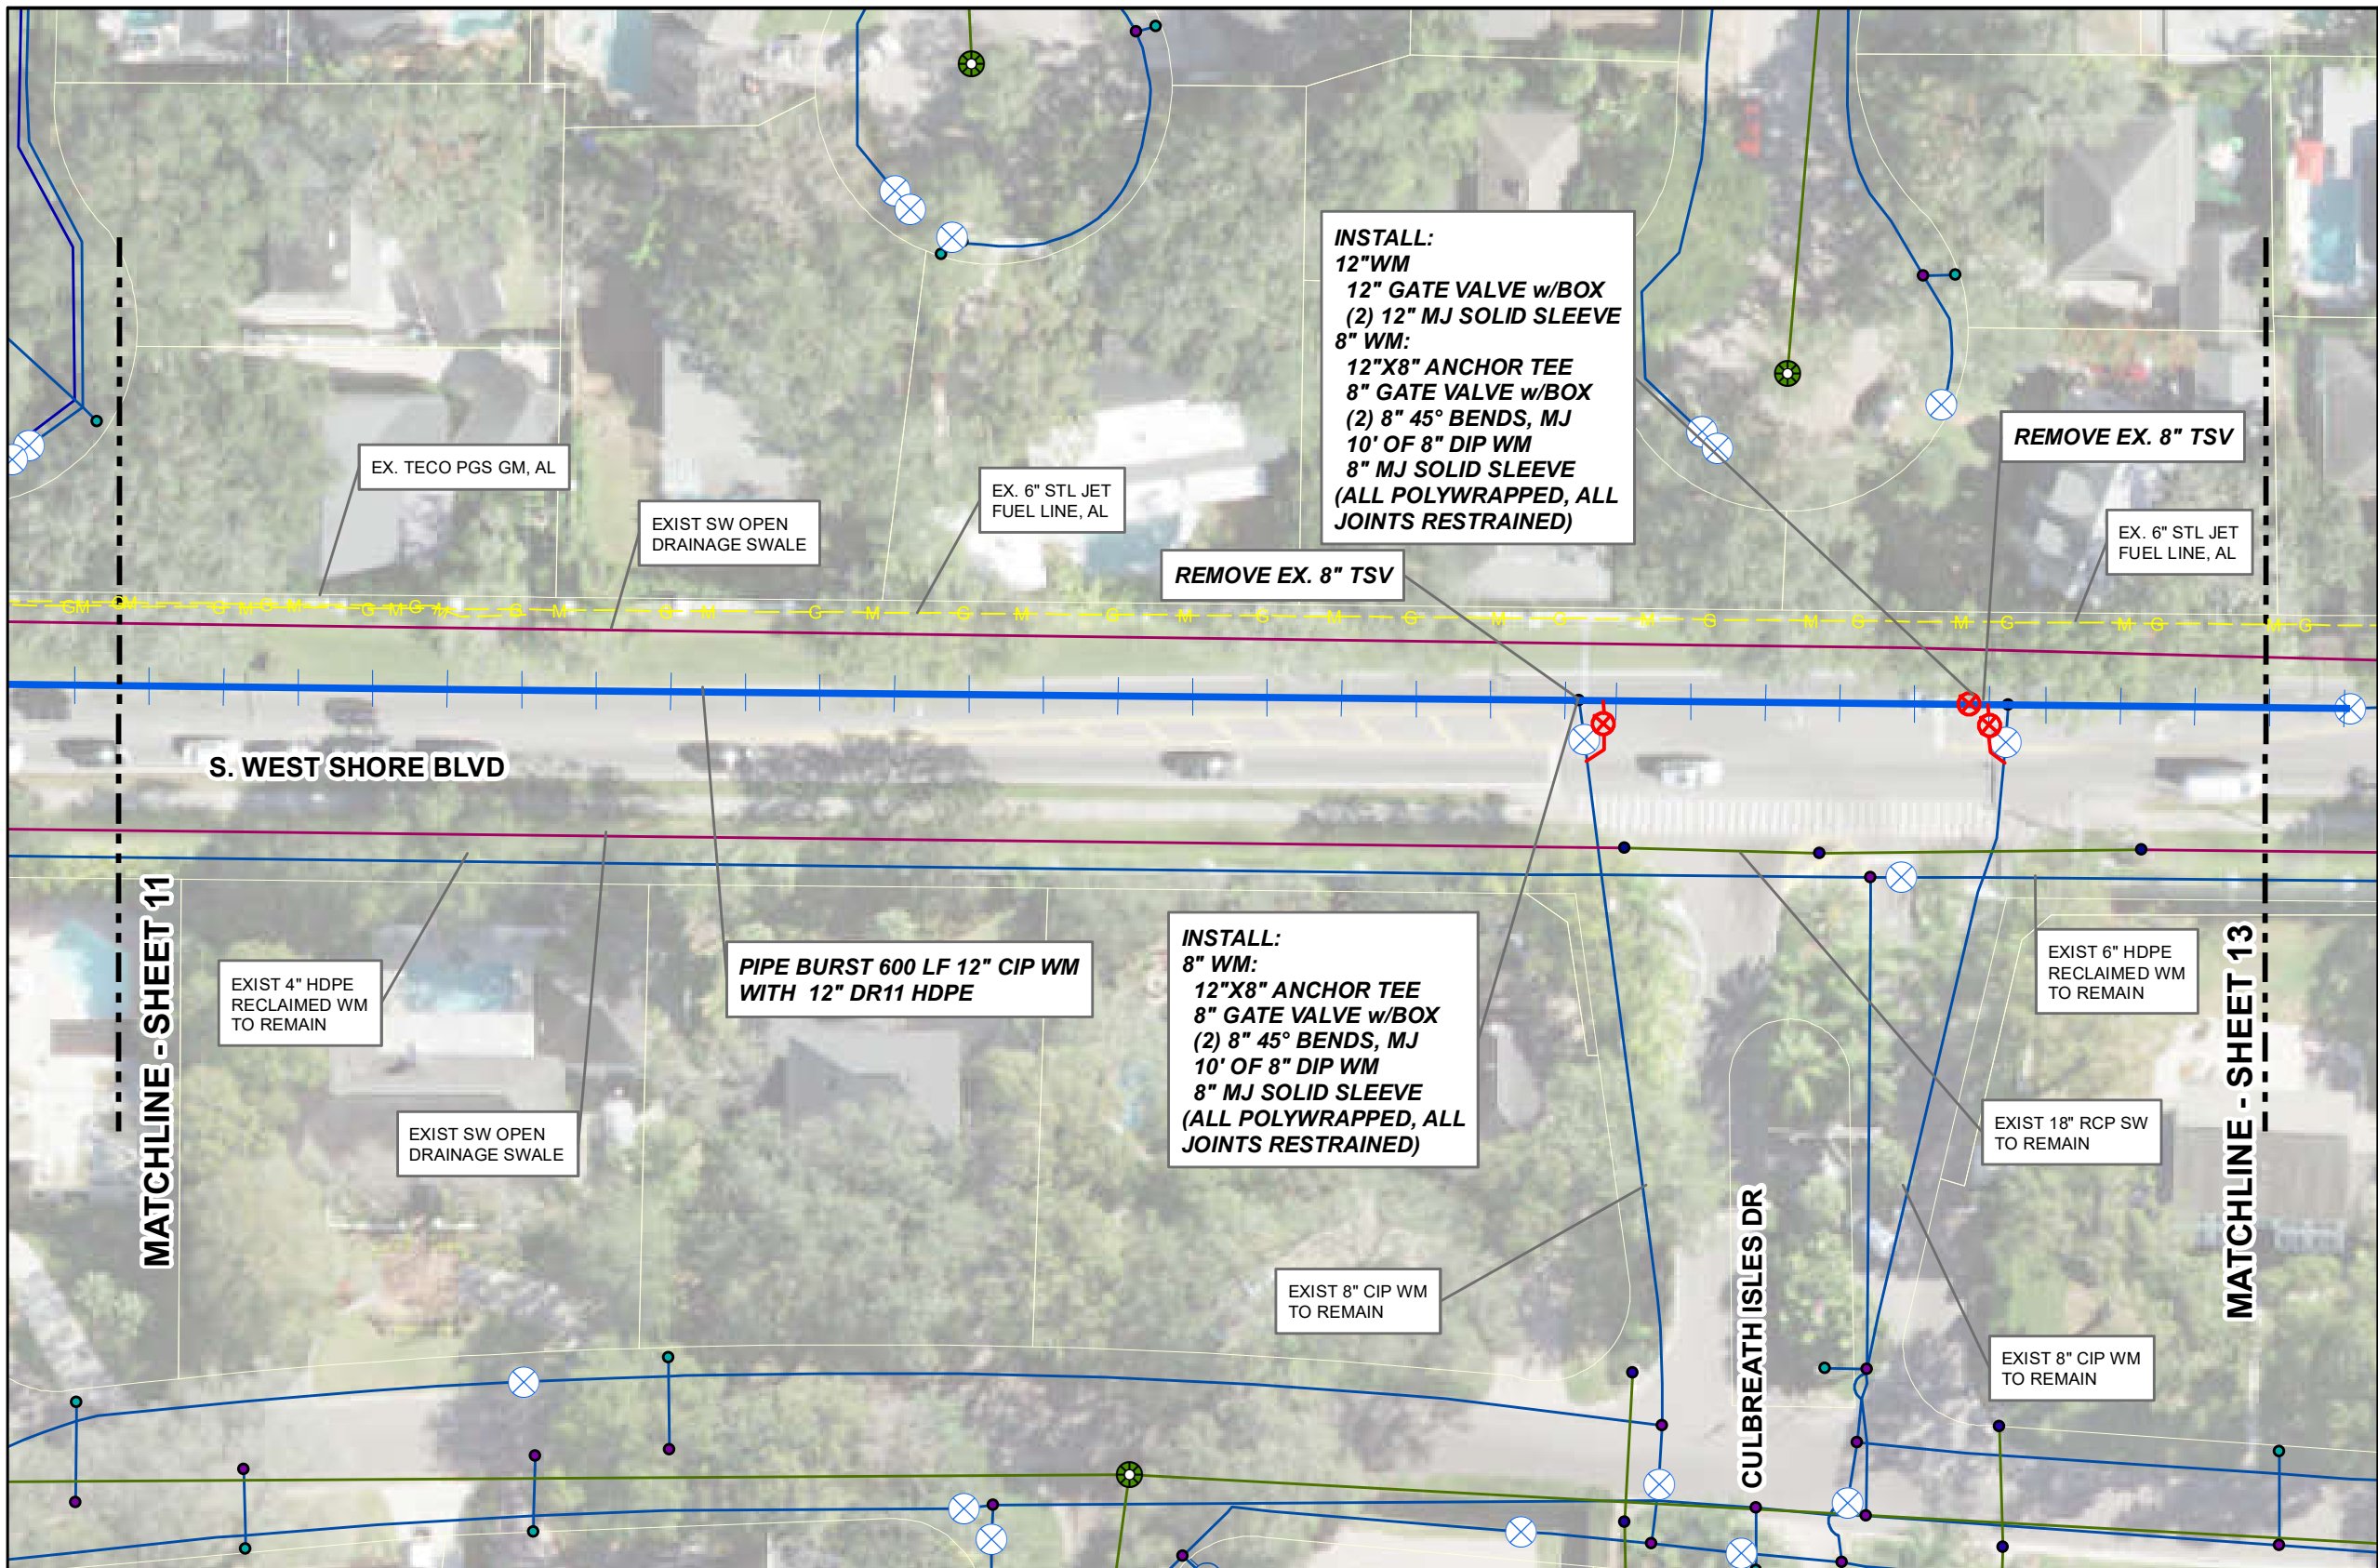 INSTALL:
12"WM
12" GATE VALVE w/BOX
(2) 12" MJ SOLID SLEEVE
8" WM:
12"X8" ANCHOR TEE
8" GATE VALVE w/BOX
(2) 8" 45° BENDS, MJ
10' OF 8" DIP WM
8" MJ SOLID SLEEVE
(ALL POLYWRAPPED, ALL
JOINTS RESTRAINED)
REMOVE EX. 8" TSV
EX. TECO PGS GM, AL
EX. 6" STL JET
FUEL LINE, AL
EXIST SW OPEN
DRAINAGE SWALE
EX. 6" STL JET
FUEL LINE, AL
REMOVE EX. 8" TSV
GM GM G M G M G M G M G M G M G M G M G M G M G M G M G M G M G M G M G M G
S. WEST SHORE BLVD
MATCHLINE - SHEET 11
EXIST 4" HDPE
RECLAIMED WM
TO REMAIN
PIPE BURST 600 LF 12" CIP WM
WITH 12" DR11 HDPE
INSTALL:
8" WM:
12"X8" ANCHOR TEE
8" GATE VALVE w/BOX
(2) 8" 45° BENDS, MJ
10' OF 8" DIP WM
8" MJ SOLID SLEEVE
(ALL POLYWRAPPED, ALL
JOINTS RESTRAINED)
EXIST 6" HDPE
RECLAIMED WM
TO REMAIN
MATCHLINE - SHEET 13
EXIST SW OPEN
DRAINAGE SWALE
EXIST 18" RCP SW
TO REMAIN
EXIST 8" CIP WM
TO REMAIN
CULBREATH ISLES DR
EXIST 8" CIP WM
TO REMAIN